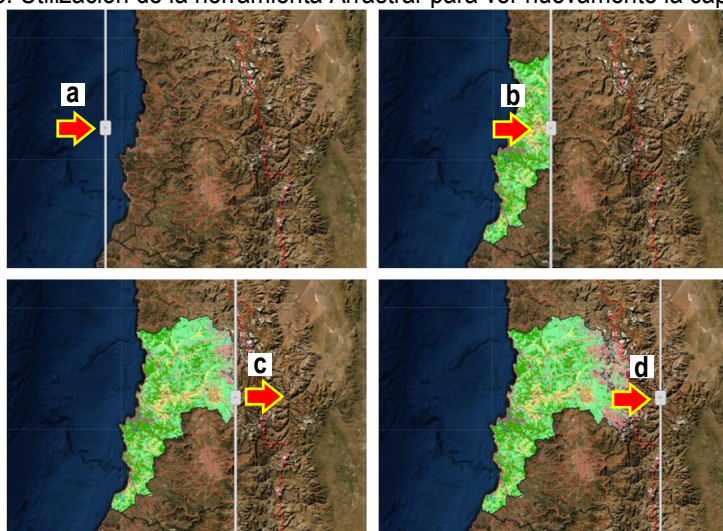 . Utilización de la herramienta Arrastrar para ver nuevamente la cap
a
b
c
d